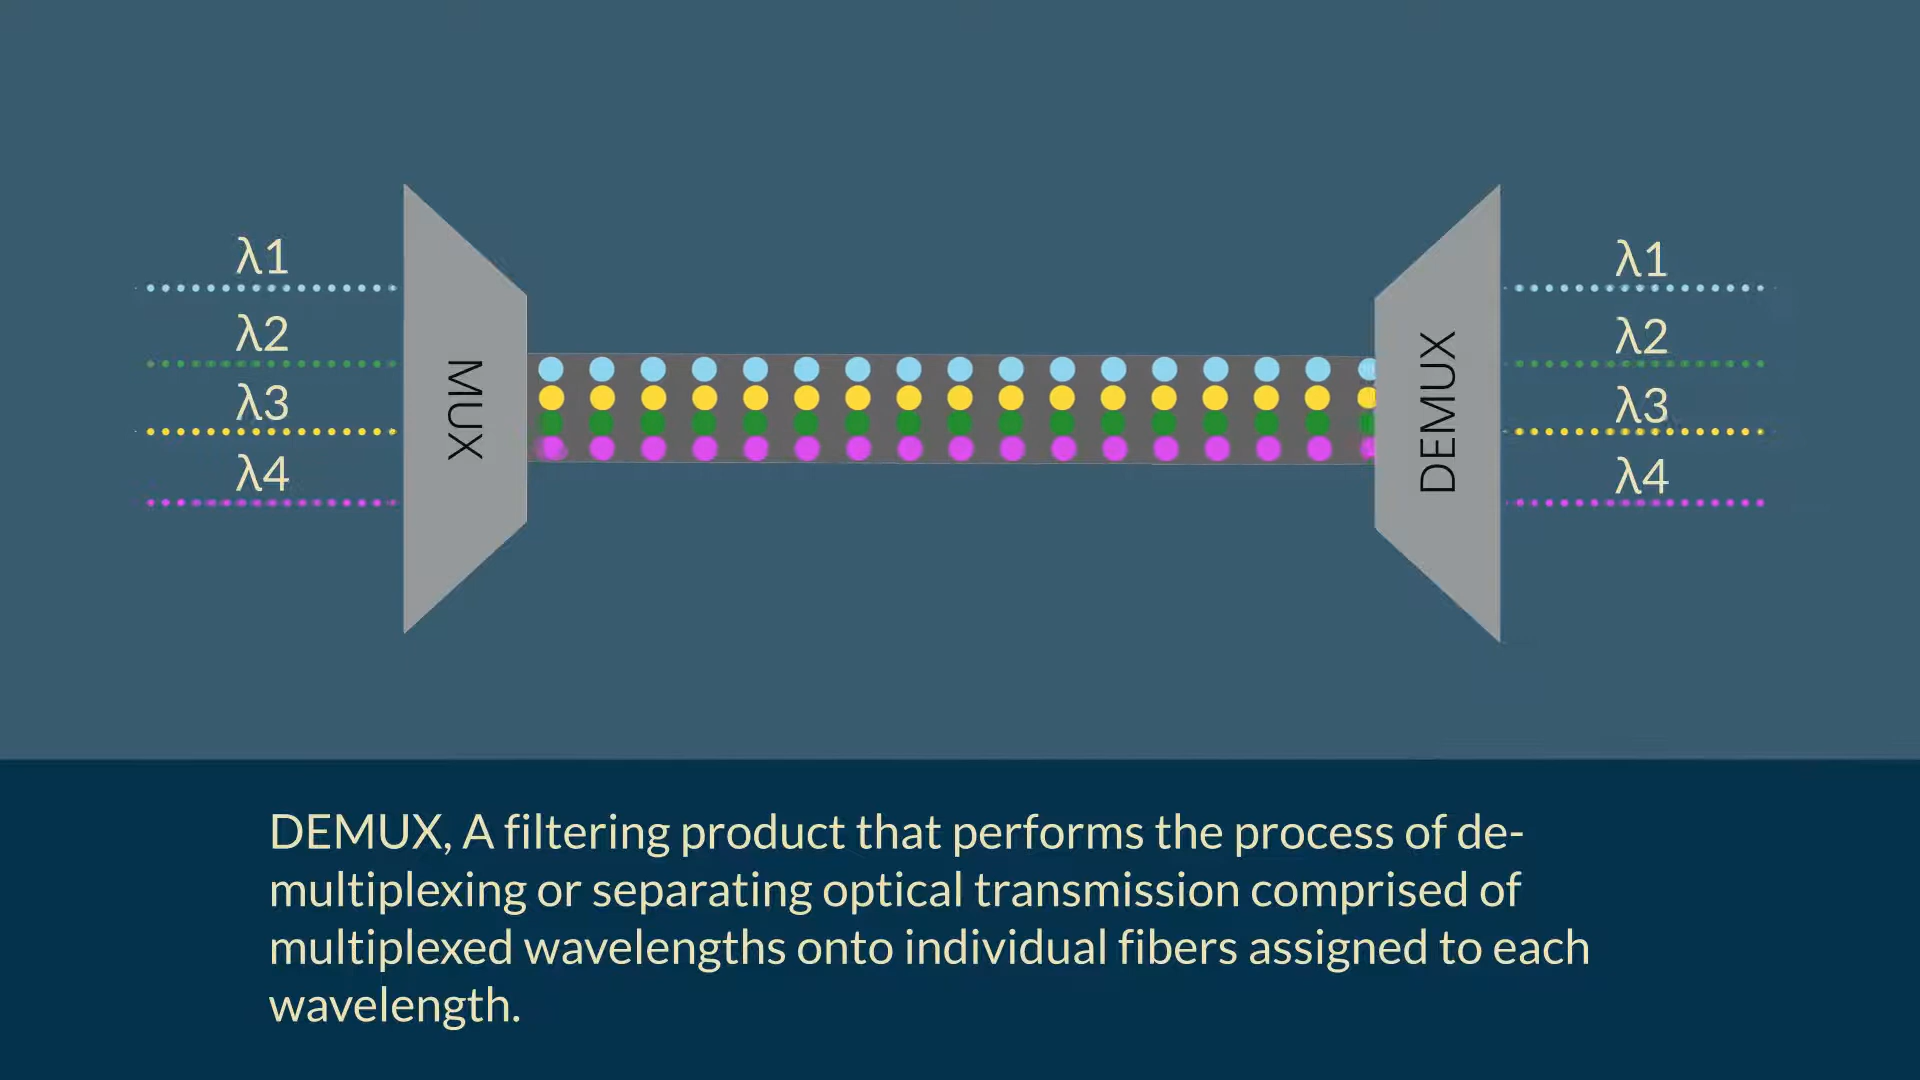 λ1
λ2
λ3
λ4
MUX
DEMUX
λ1
λ2
λ3
λ4
DEMUX, A filtering product that performs the process of de-
multiplexing or separating optical transmission comprised of
multiplexed wavelengths onto individual fibers assigned to each
wavelength.